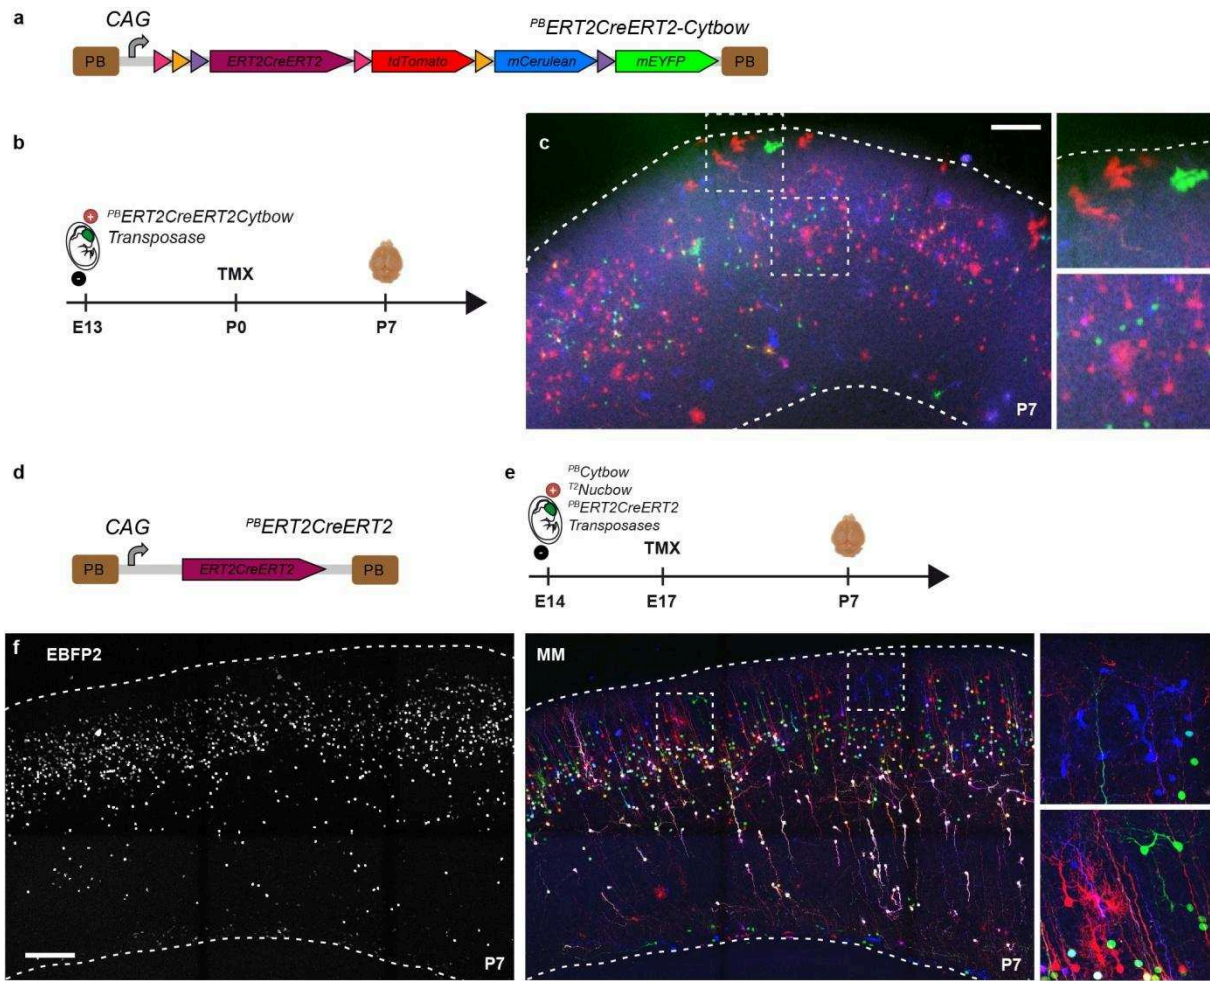 a
CAG
PBERT2CreERT2-Cytbow
PB
ERT2CreERT2
tdTomato
mCerulean
mEYFP
PB
b
+
PBERT2CreERT2Cytbow
Transposase
-
TMX
E13
P0
P7
c
P7
d
CAG
PBERT2CreERT2
PB
ERT2CreERT2
PB
e
PBCytbow
T2Nucbow
+
PBERT2CreERT2
Transposases
-
TMX
E14
E17
P7
f
EBFP2
P7
MM
P7